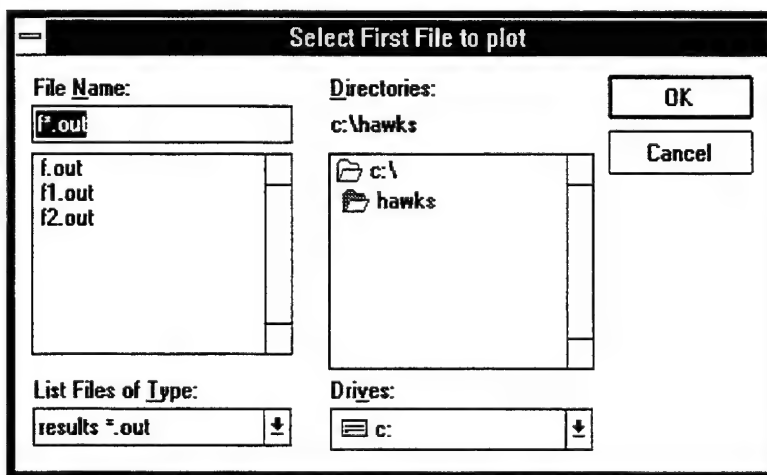 Select First File to plot
File Name:
f*.out
f.out
f1.out
f2.out
List Files of Type:
results *.out
Directories:
c:\hawks
c:\
hawks
Drives:
c:
OK
Cancel